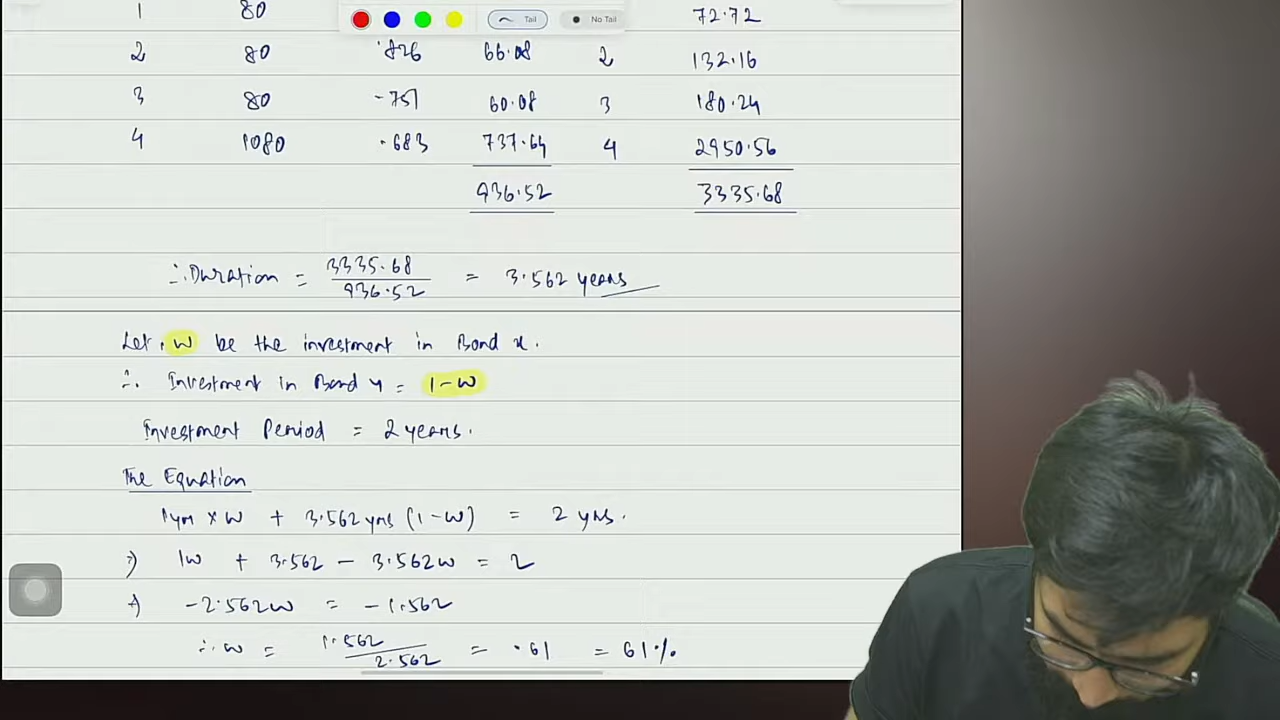 Tail No Tail
1 80 72.72
2 80 .826 66.08 2 132.16
3 80 .751 60.08 3 180.24
4 1080 .683 737.64 4 2950.56
936.52 3335.68
∴ Duration = 3335.68 / 936.52 = 3.562 years
Let, w be the investment in Bond x.
∴ Investment in Bond y = 1-w
Investment Period = 2 years.
The Equation
1yr × w + 3.562 yrs (1-w) = 2 yrs.
⇒) 1w + 3.562 - 3.562w = 2
⇒) -2.562w = -1.562
∴ w = 1.562 / 2.562 = .61 = 61%